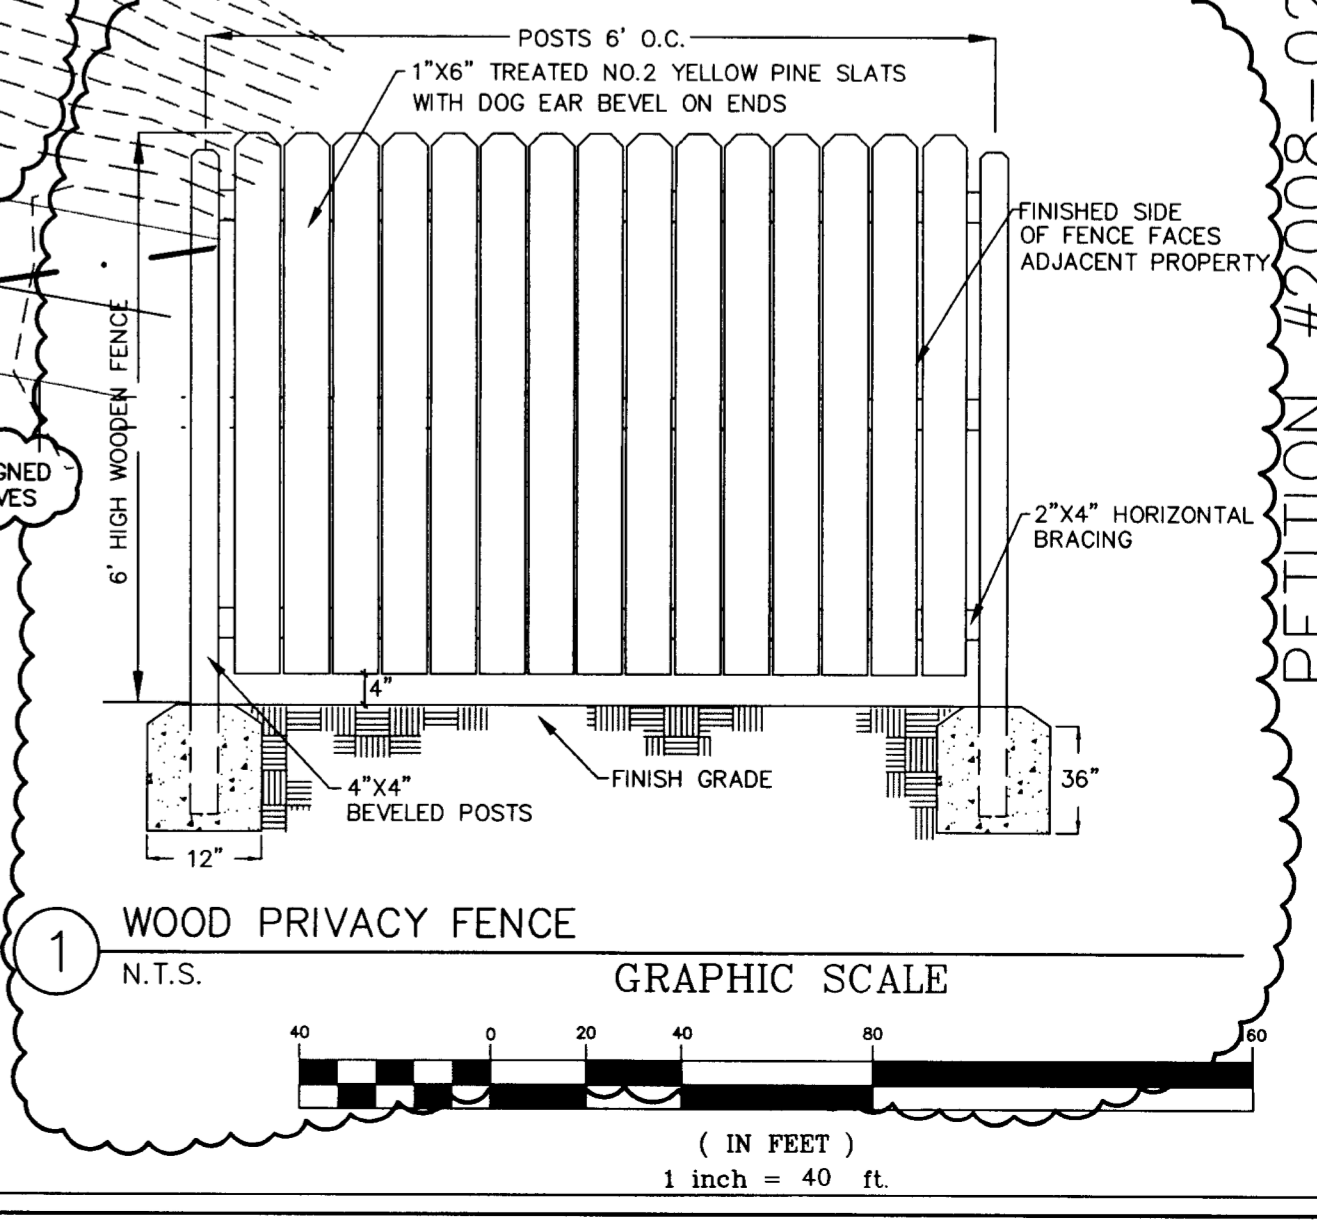 POSTS 6' O.C.
1"X6" TREATED NO.2 YELLOW PINE SLATS
WITH DOG EAR BEVEL ON ENDS
FINISHED SIDE
OF FENCE FACES
ADJACENT PROPERTY
6' HIGH WOODEN FENCE
2"X4" HORIZONTAL
BRACING
4"
4"X4"
BEVELED POSTS
FINISH GRADE
36"
12"
1
WOOD PRIVACY FENCE
N.T.S.
GRAPHIC SCALE
40 0 20 40 80 60
( IN FEET )
1 inch = 40 ft.
PETITION #2008-02